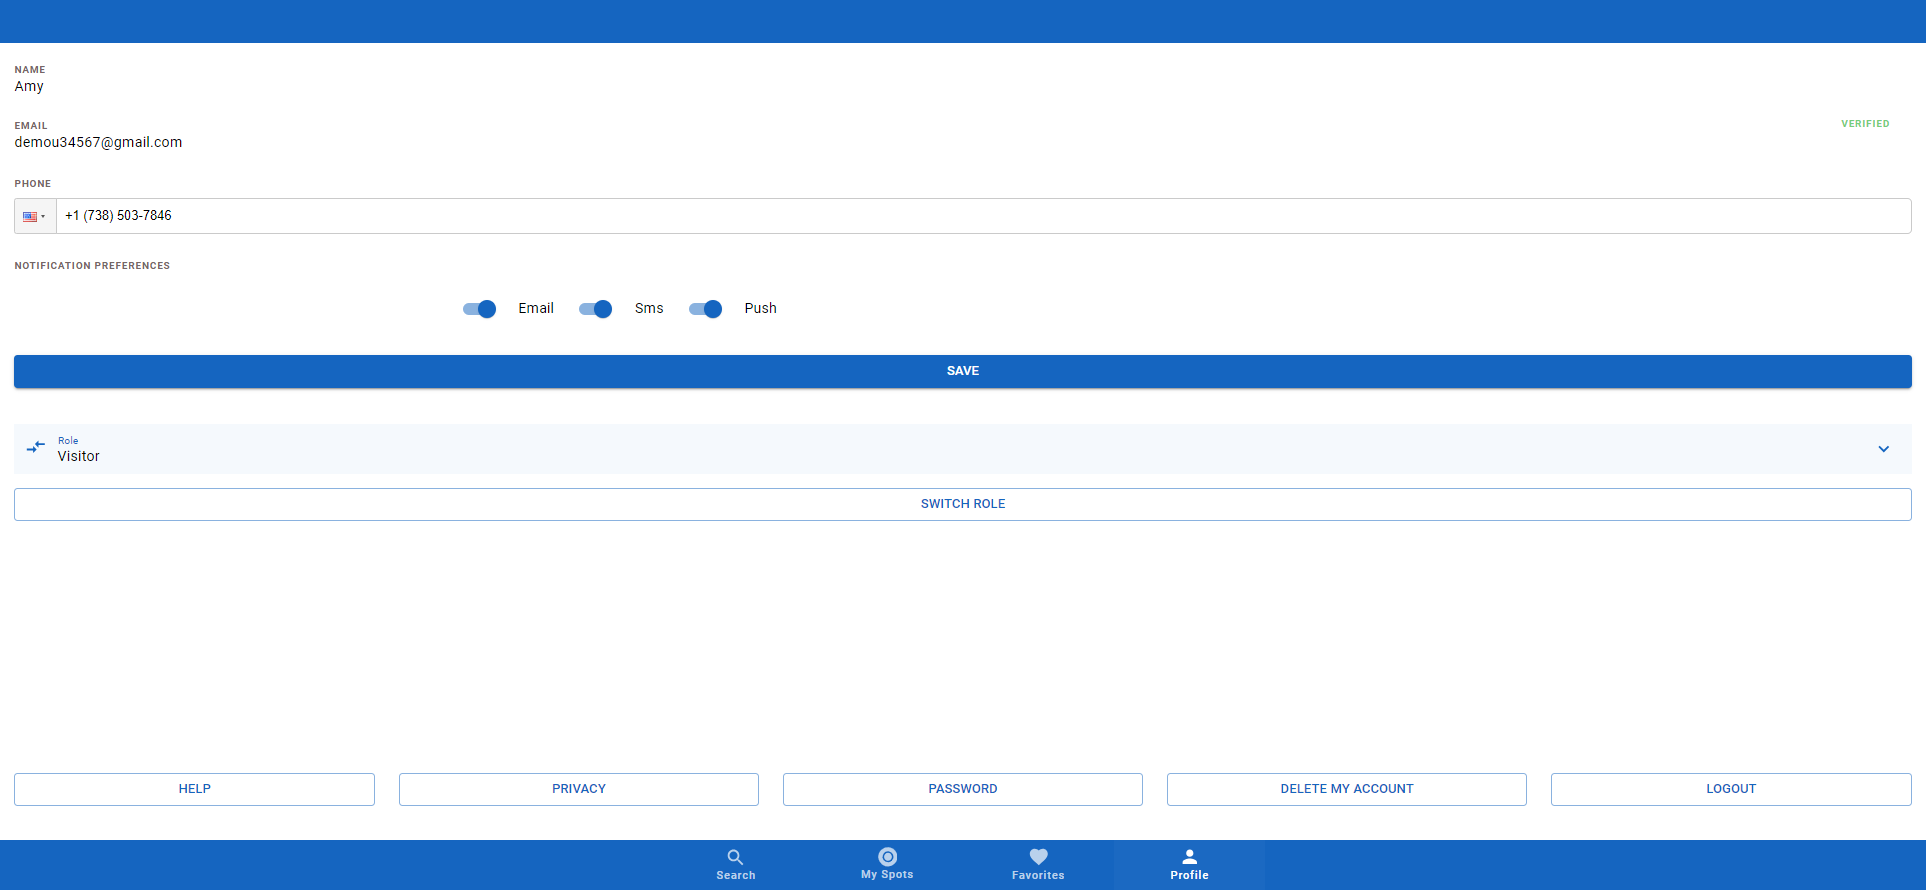 NAME
Amy
EMAIL
VERIFIED
demou34567@gmail.com
PHONE
+1 (738) 503-7846
NOTIFICATION PREFERENCES
Email Sms Push
SAVE
Role
Visitor
SWITCH ROLE
HELP PRIVACY PASSWORD DELETE MY ACCOUNT LOGOUT
Search My Spots Favorites Profile